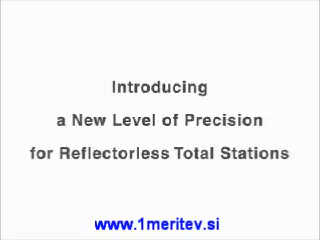 Introducing
a New Level of Precision
for Reflectorless Total Stations
www.1meritev.si